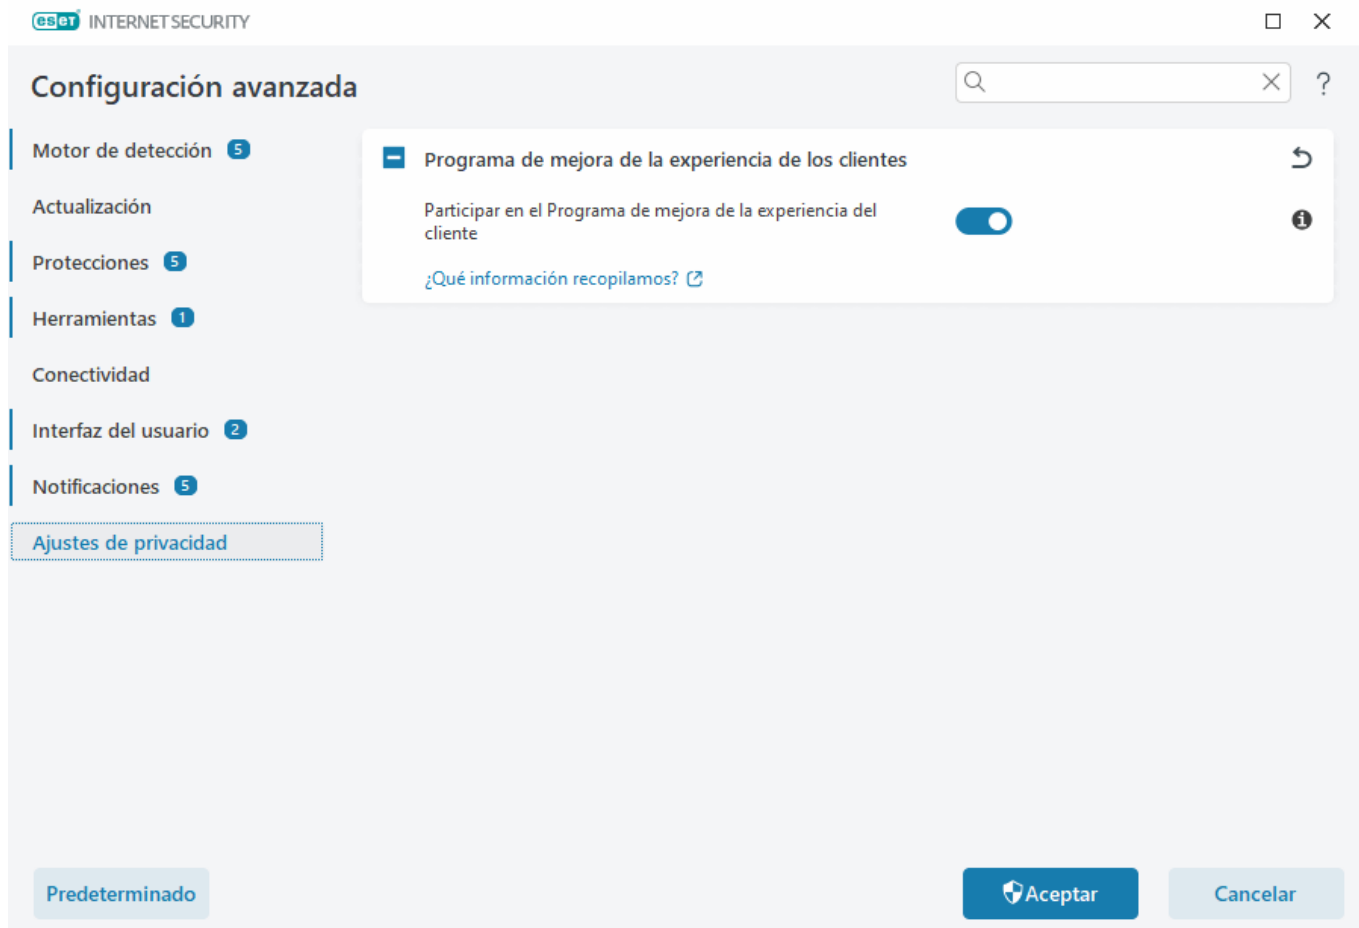 eset INTERNET SECURITY
Configuración avanzada
?
Motor de detección 5
Actualización
Protecciones 5
Herramientas 1
Conectividad
Interfaz del usuario 2
Notificaciones 5
Ajustes de privacidad
Programa de mejora de la experiencia de los clientes
Participar en el Programa de mejora de la experiencia del
cliente
¿Qué información recopilamos?
Predeterminado
Aceptar
Cancelar